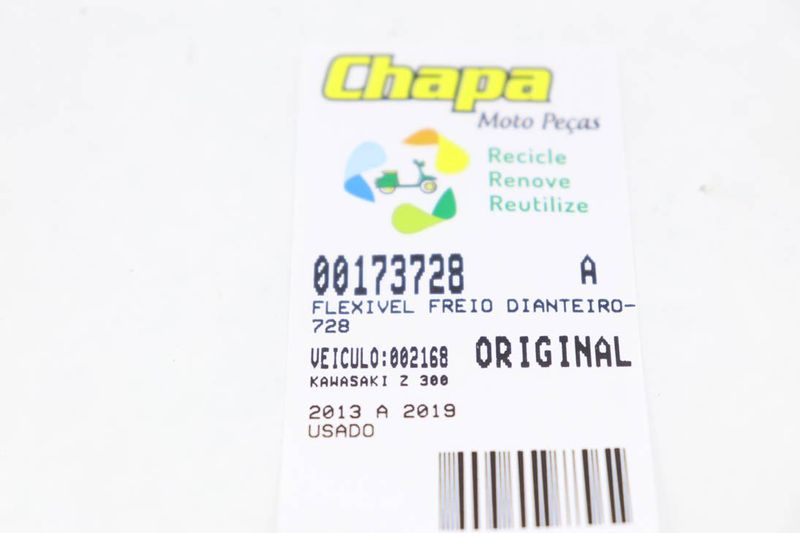 Chapa
Moto Peças
Recicle
Renove
Reutilize
00173728 A
FLEXIVEL FREIO DIANTEIRO-
728
VEICULO:002168 ORIGINAL
KAWASAKI Z 300
2013 A 2019
USADO